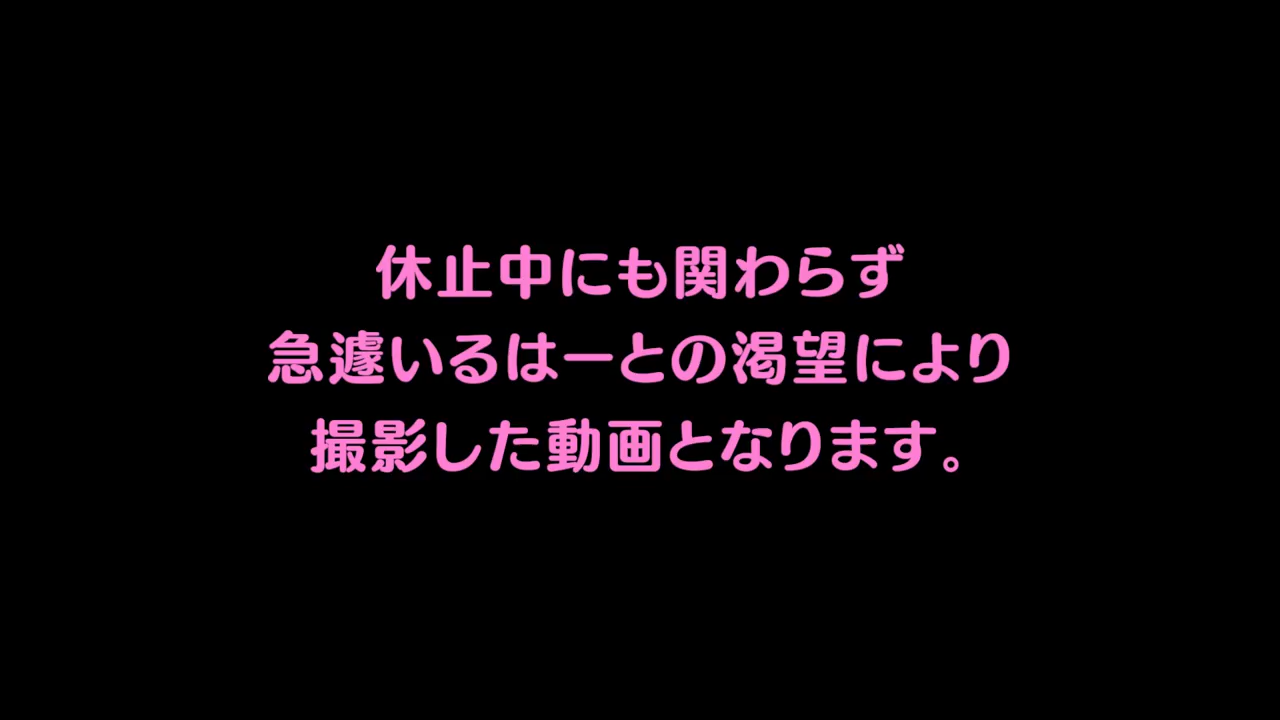 休止中にも関わらず
急遽いるはーとの渇望により
撮影した動画となります。